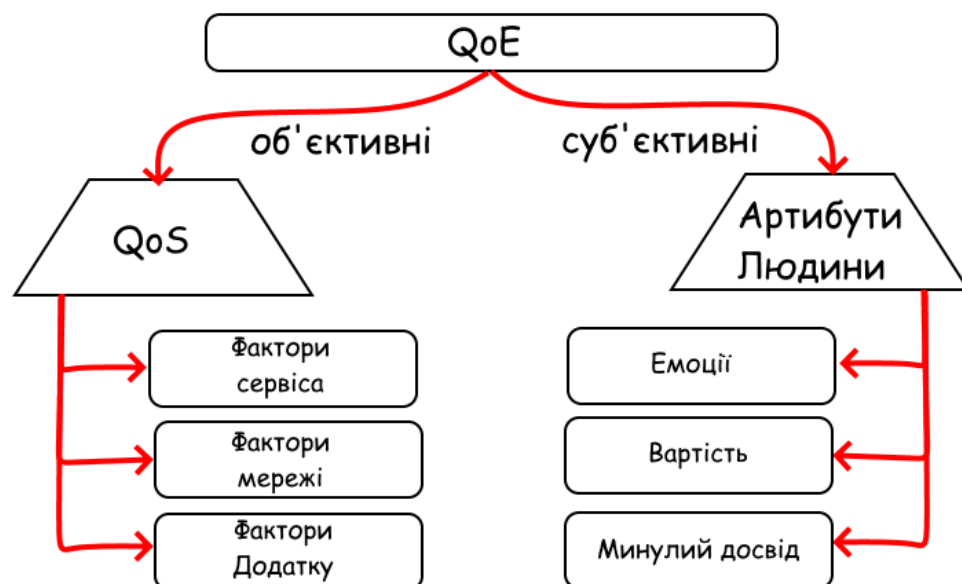 QoE
об'єктивні
суб'єктивні
QoS
Артибути
Людини
Фактори
сервіса
Фактори
мережі
Фактори
Додатку
Емоції
Вартість
Минулий досвід